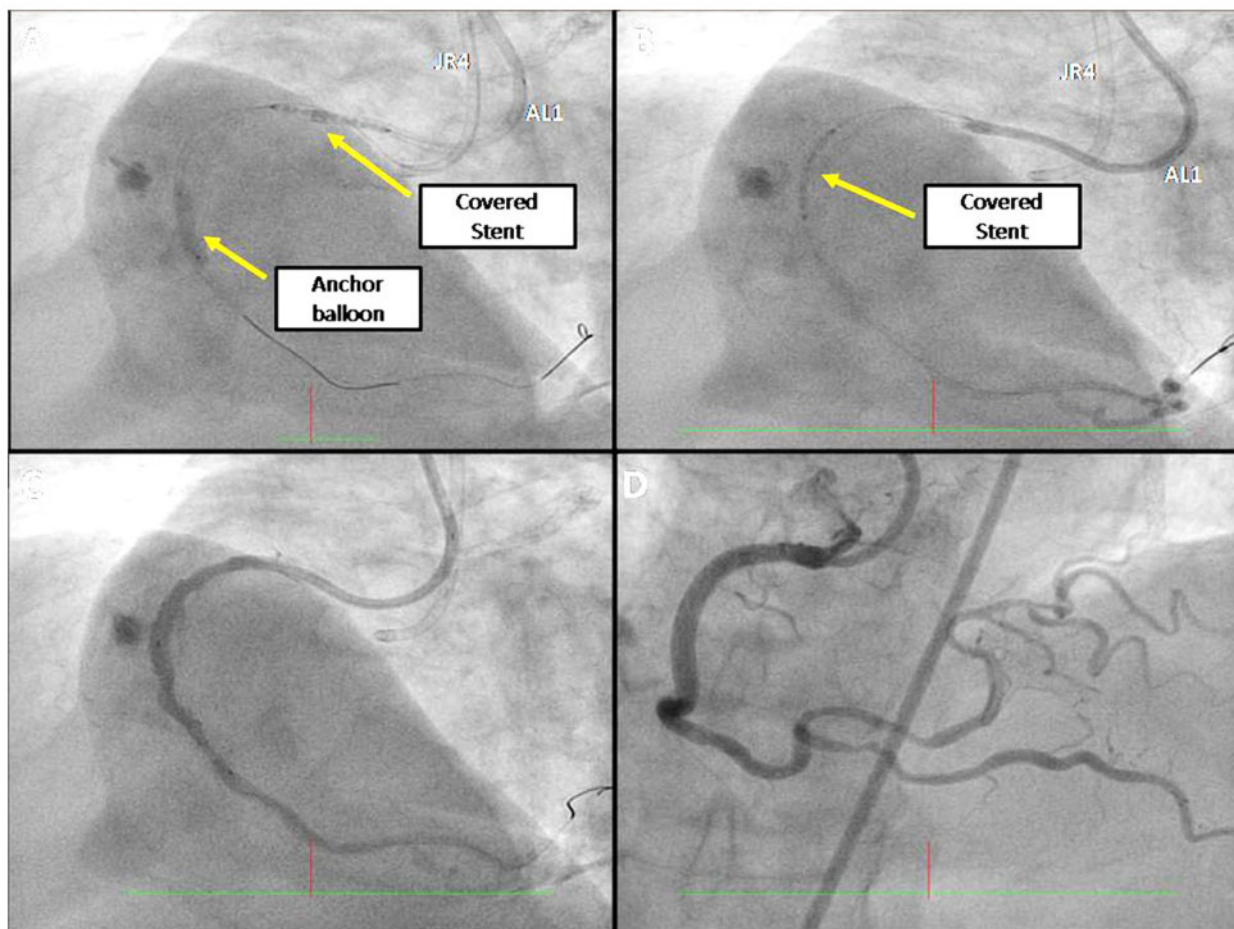 A
JR4
AL1
Covered
Stent
Anchor
balloon
B
JR4
AL1
Covered
Stent
C
D